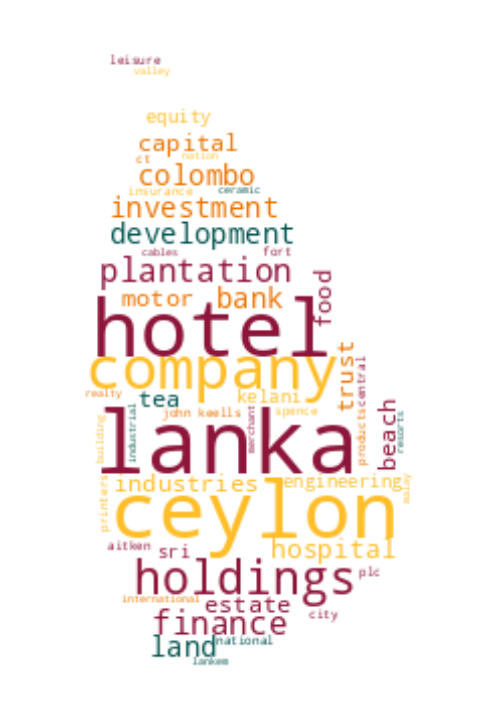 leisure
valley
equity
capital
ct nation
colombo
insurance ceramic
investment
development
cables fort
plantation
food
motor bank
hotel
company
trust
central
realty
tea
kelani
john keells
spence
merchant
products
beach
resorts
industrial
building
lanka
industries
engineering
malay
printers
ceylon
aitken
sri
hospital
holdings
plc
international
estate
city
finance
land
national
lankem